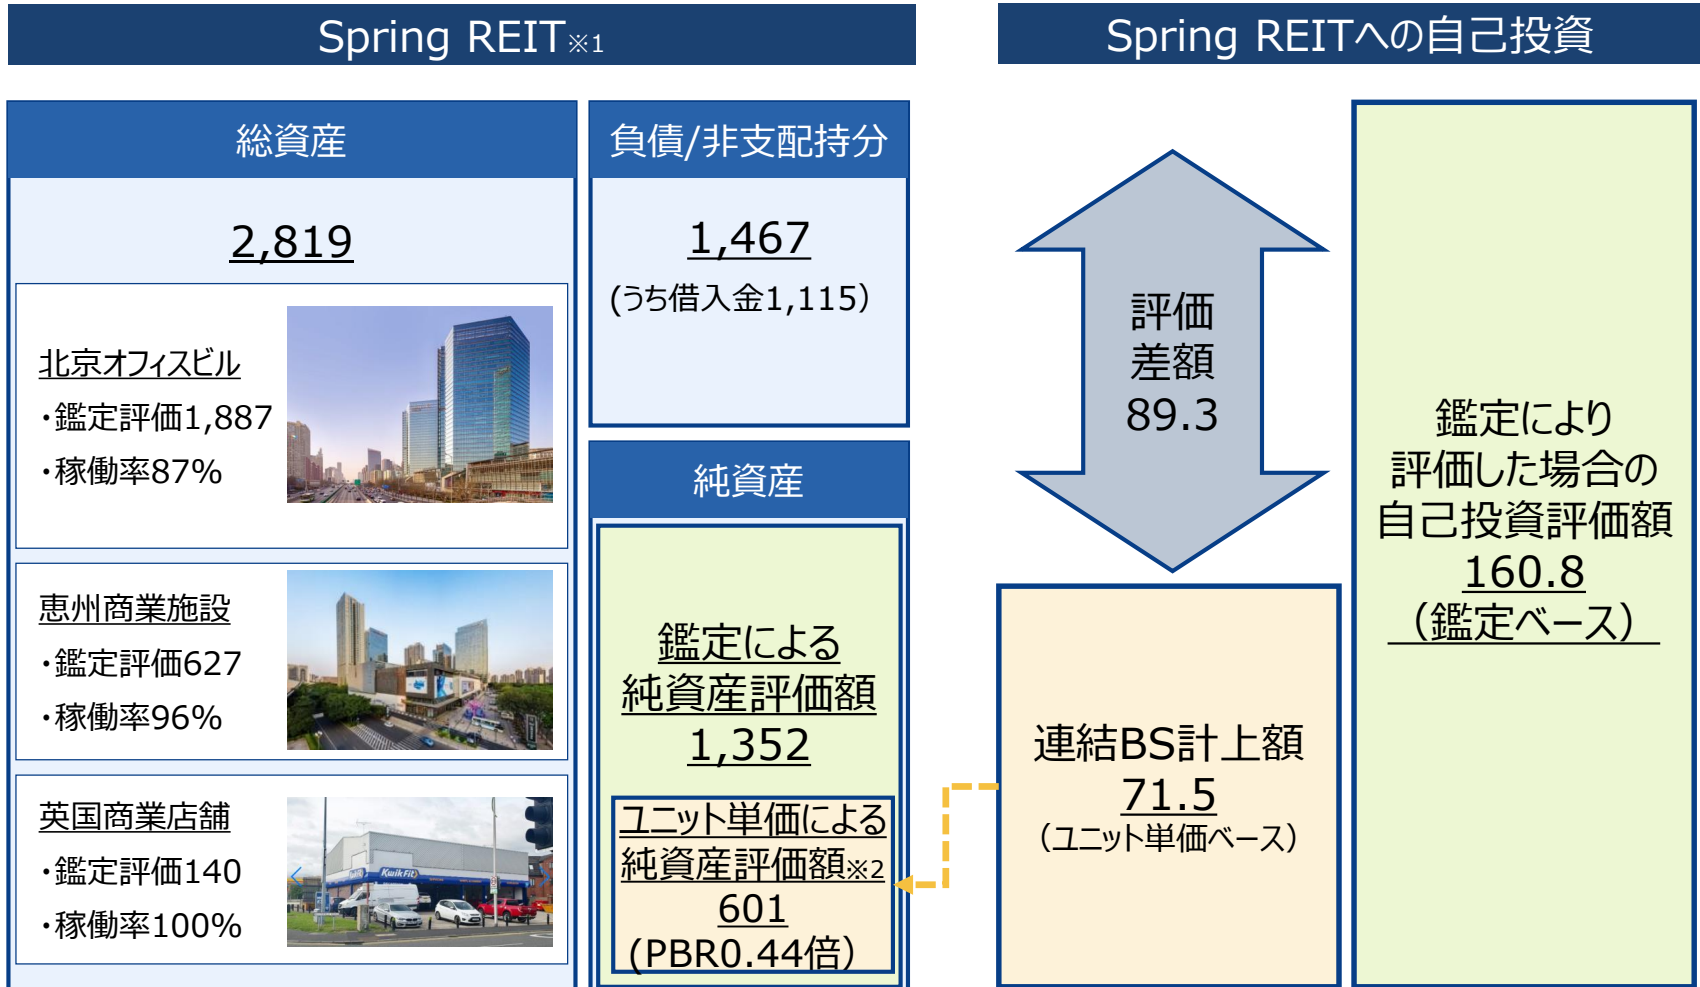 Spring REIT※1
総資産
2,819
北京オフィスビル
・鑑定評価1,887
・稼働率87%
恵州商業施設
・鑑定評価627
・稼働率96%
英国商業店舗
・鑑定評価140
・稼働率100%
KwikFit
負債/非支配持分
1,467
(うち借入金1,115)
純資産
鑑定による
純資産評価額
1,352
ユニット単価による
純資産評価額※2
601
(PBR0.44倍)
Spring REITへの自己投資
評価
差額
89.3
連結BS計上額
71.5
(ユニット単価ベース)
鑑定により
評価した場合の
自己投資評価額
160.8
(鑑定ベース)